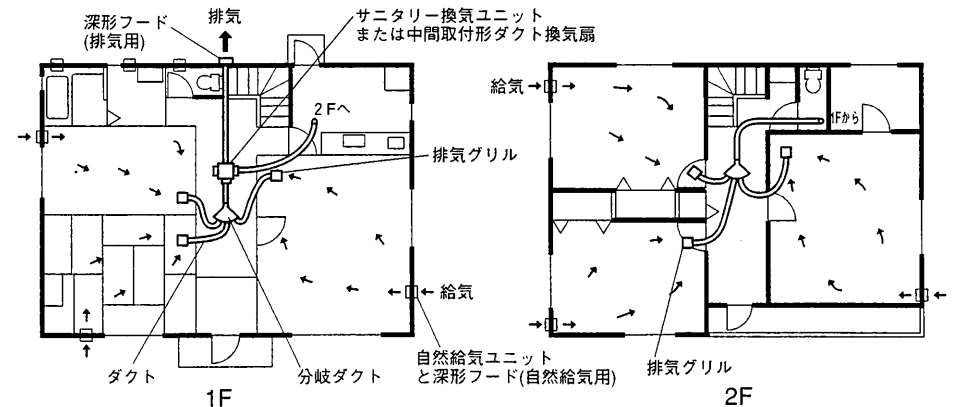 深形フード
(排気用)
排気
サニタリー換気ユニット
または中間取付形ダクト換気扇
2Fへ
排気グリル
給気
自然給気ユニット
と深形フード(自然給気用)
ダクト
分岐ダクト
1F
給気
1Fから
排気グリル
2F